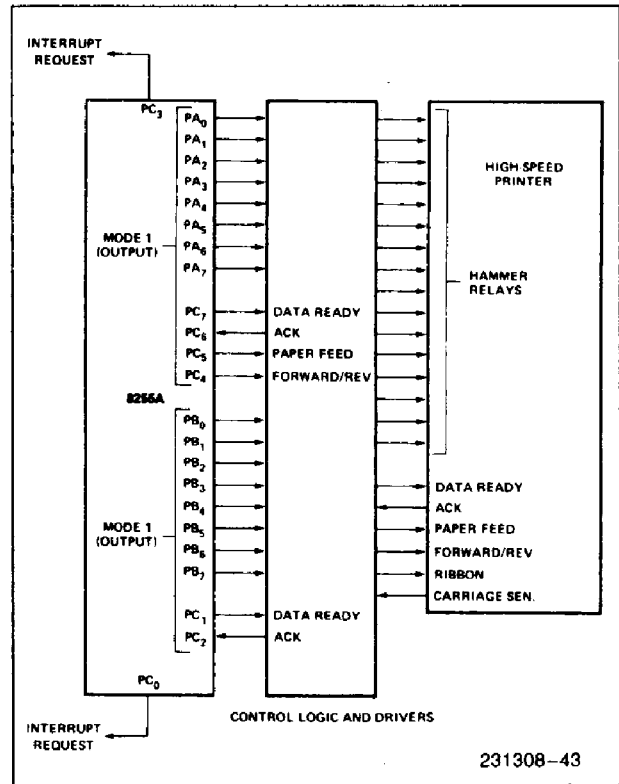 INTERRUPT
REQUEST
PC3
MODE 1
(OUTPUT)
PA0
PA1
PA2
PA3
PA4
PA5
PA6
PA7
PC7
PC6
PC5
PC4
DATA READY
ACK
PAPER FEED
FORWARD/REV
8255A
MODE 1
(OUTPUT)
PB0
PB1
PB2
PB3
PB4
PB5
PB6
PB7
PC1
PC2
DATA READY
ACK
PC0
INTERRUPT
REQUEST
CONTROL LOGIC AND DRIVERS
HIGH-SPEED
PRINTER
HAMMER
RELAYS
DATA READY
ACK
PAPER FEED
FORWARD/REV
RIBBON
CARRIAGE SEN.
231308-43